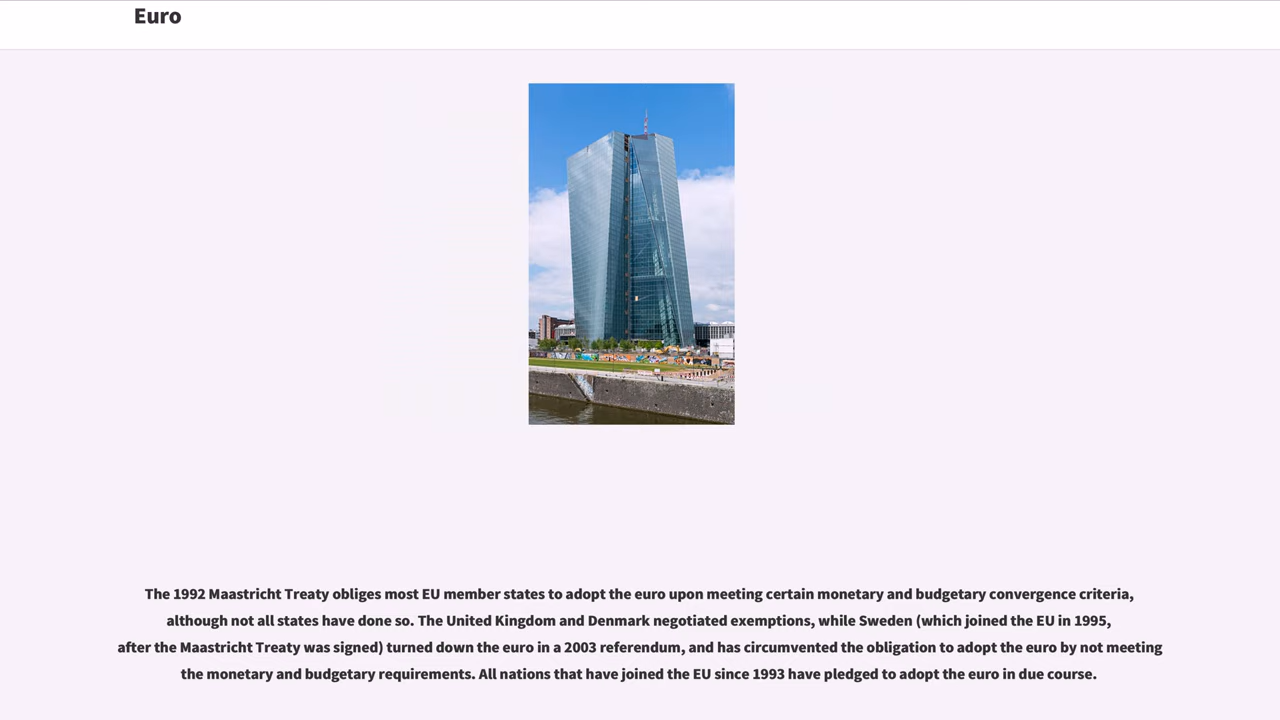 Euro
The 1992 Maastricht Treaty obliges most EU member states to adopt the euro upon meeting certain monetary and budgetary convergence criteria,
although not all states have done so. The United Kingdom and Denmark negotiated exemptions, while Sweden (which joined the EU in 1995,
after the Maastricht Treaty was signed) turned down the euro in a 2003 referendum, and has circumvented the obligation to adopt the euro by not meeting
the monetary and budgetary requirements. All nations that have joined the EU since 1993 have pledged to adopt the euro in due course.